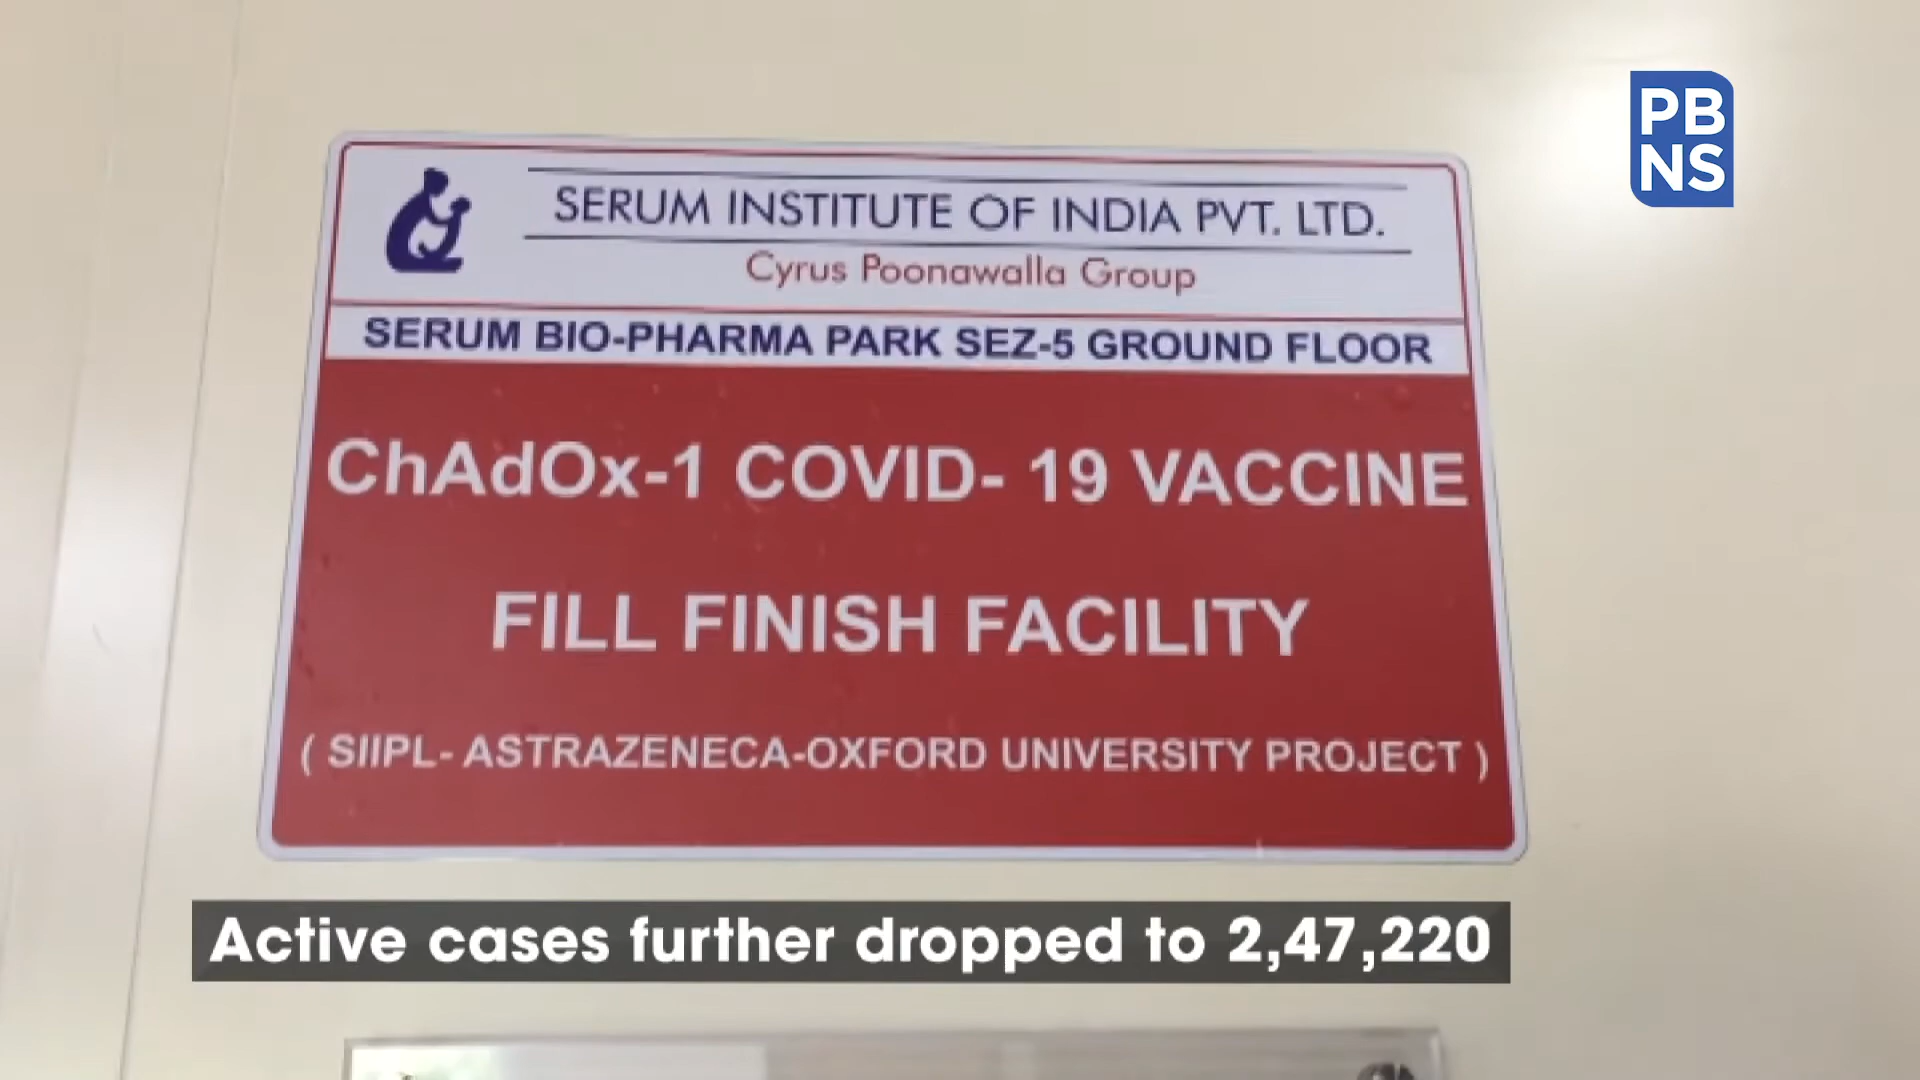 PB
NS
SERUM INSTITUTE OF INDIA PVT. LTD.
Cyrus Poonawalla Group
SERUM BIO-PHARMA PARK SEZ-5 GROUND FLOOR
ChAdOx-1 COVID- 19 VACCINE
FILL FINISH FACILITY
( SIIPL- ASTRAZENECA-OXFORD UNIVERSITY PROJECT )
Active cases further dropped to 2,47,220